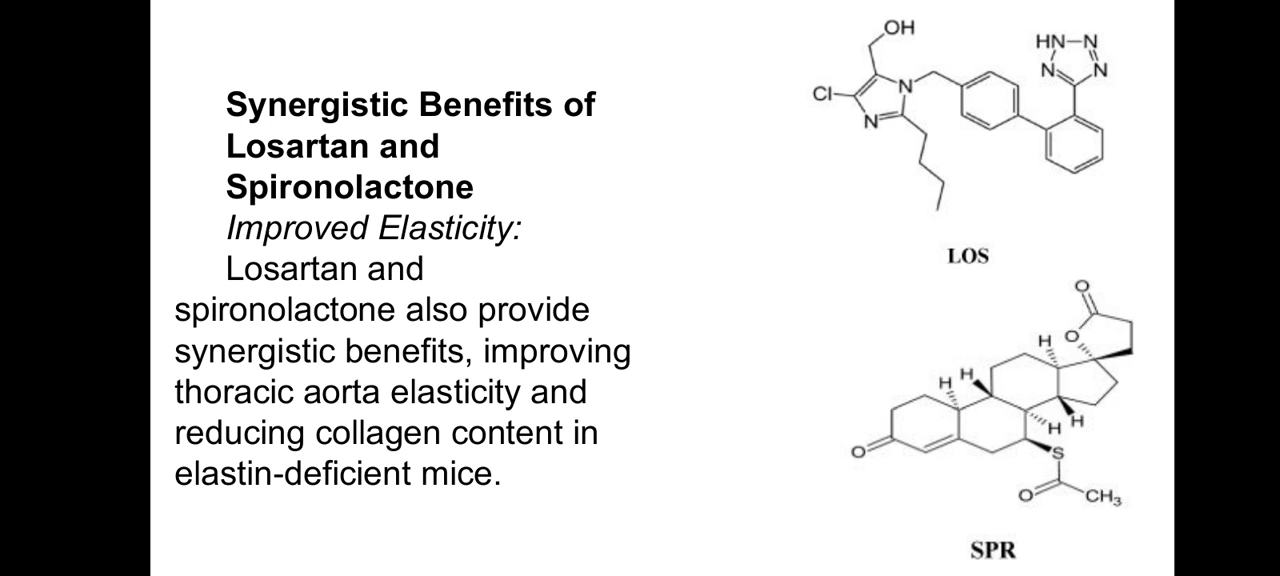 Synergistic Benefits of
Losartan and
Spironolactone
Improved Elasticity:
Losartan and
spironolactone also provide
synergistic benefits, improving
thoracic aorta elasticity and
reducing collagen content in
elastin-deficient mice.
OH
HN N
N N
Cl
N
N
LOS
O
O
H
H
H
H
H
O
S
O
CH3
SPR